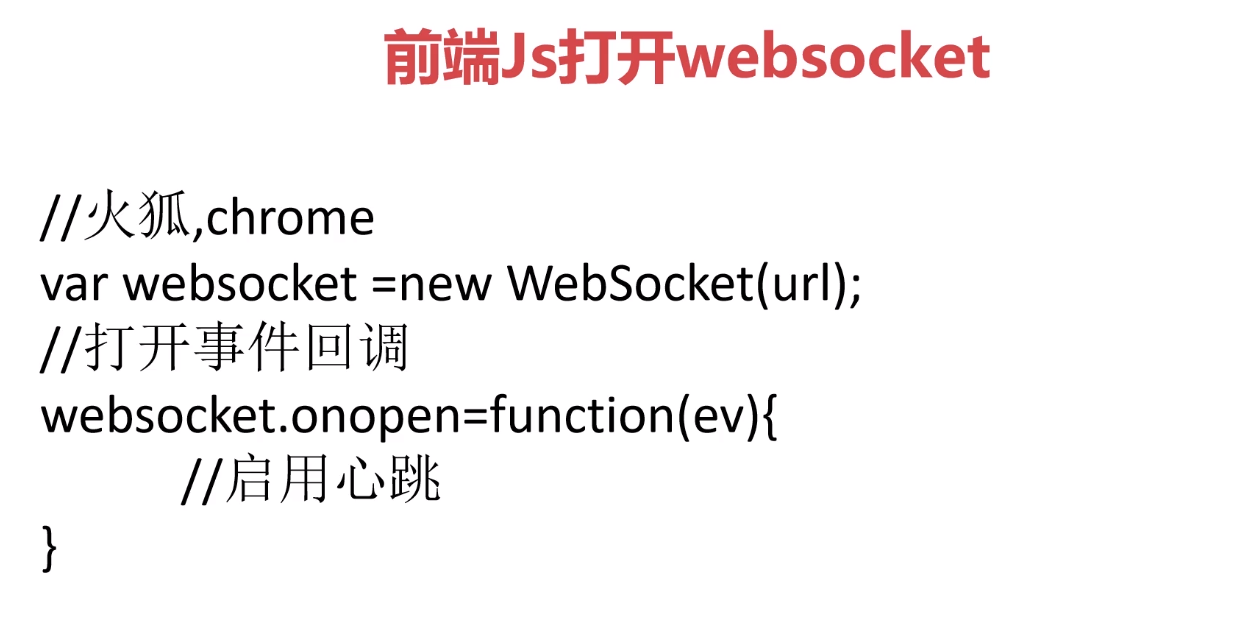 前端Js打开websocket
//火狐,chrome
var websocket =new WebSocket(url);
//打开事件回调
websocket.onopen=function(ev){
//启用心跳
}